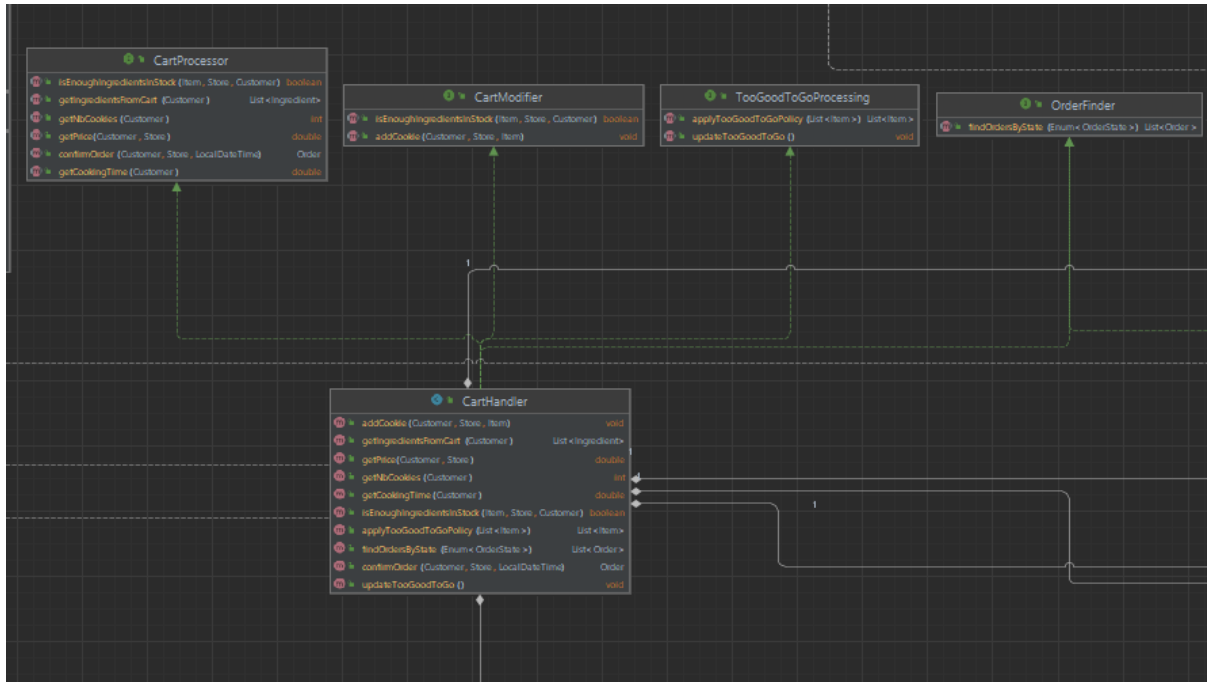 CartProcessor
isEnoughIngredientsInStock (Item, Store, Customer) boolean
getIngredientsFromCart (Customer) List<Ingredient>
getNbCookies (Customer) int
getPrice(Customer, Store) double
confirmOrder (Customer, Store, LocalDateTime) Order
getCookingTime (Customer) double
CartModifier
isEnoughIngredientsInStock (Item, Store, Customer) boolean
addCookie (Customer, Store, Item) void
TooGoodToGoProcessing
applyTooGoodToGoPolicy (List<Item>) List<Item>
updateTooGoodToGo () void
OrderFinder
findOrdersByState (Enum<OrderState>) List<Order>
1
CartHandler
addCookie (Customer, Store, Item) void
getIngredientsFromCart (Customer) List<Ingredient>
getPrice(Customer, Store) double
getNbCookies (Customer) int
getCookingTime (Customer) double
isEnoughIngredientsInStock (Item, Store, Customer) boolean
applyTooGoodToGoPolicy (List<Item>) List<Item>
findOrdersByState (Enum<OrderState>) List<Order>
confirmOrder (Customer, Store, LocalDateTime) Order
updateTooGoodToGo () void
1
1
1